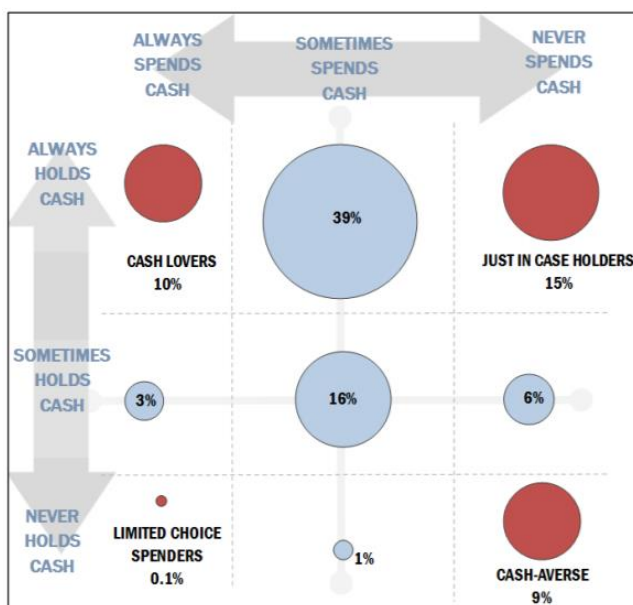 ALWAYS
SPENDS
CASH
SOMETIMES
SPENDS
CASH
NEVER
SPENDS
CASH
ALWAYS
HOLDS
CASH
39%
CASH LOVERS
10%
JUST IN CASE HOLDERS
15%
SOMETIMES
HOLDS
CASH
3%
16%
6%
NEVER
HOLDS
CASH
LIMITED CHOICE
SPENDERS
0.1%
1%
CASH-AVERSE
9%